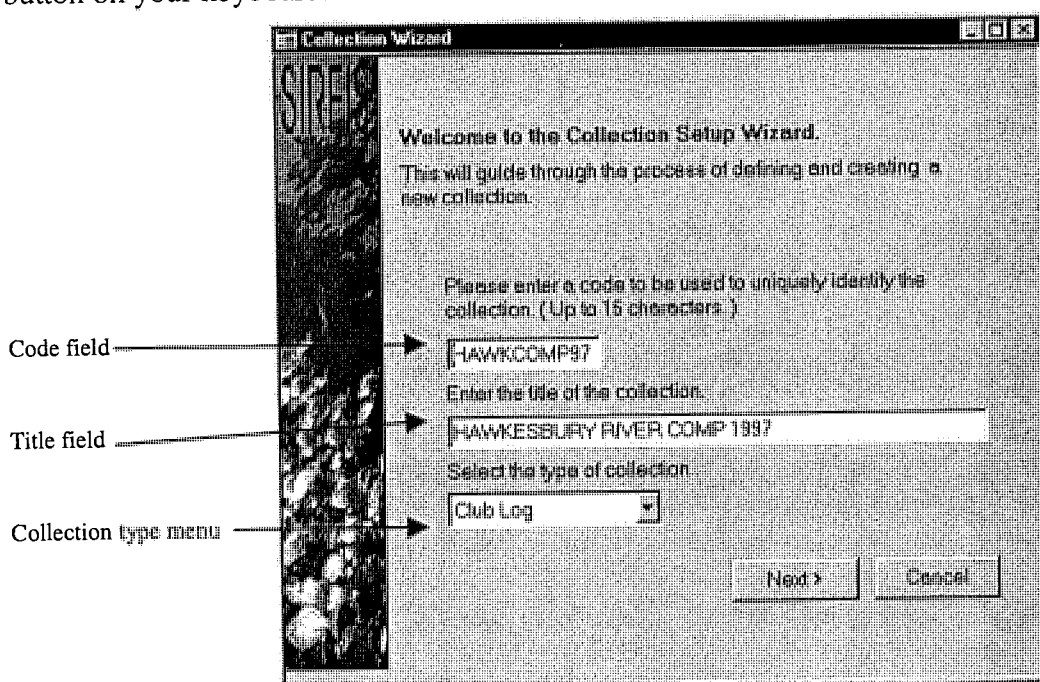 button on your keyboard.
Collection Wizard
Welcome to the Collection Setup Wizard.
This will guide through the process of defining and creating a
new collection.
Please enter a code to be used to uniquely identify the
collection. (Up to 15 characters.)
Code field
HAWKCOMP97
Enter the title of the collection.
Title field
HAWKESBURY RIVER COMP 1997
Select the type of collection.
Collection type menu
Club Log
Next >
Cancel